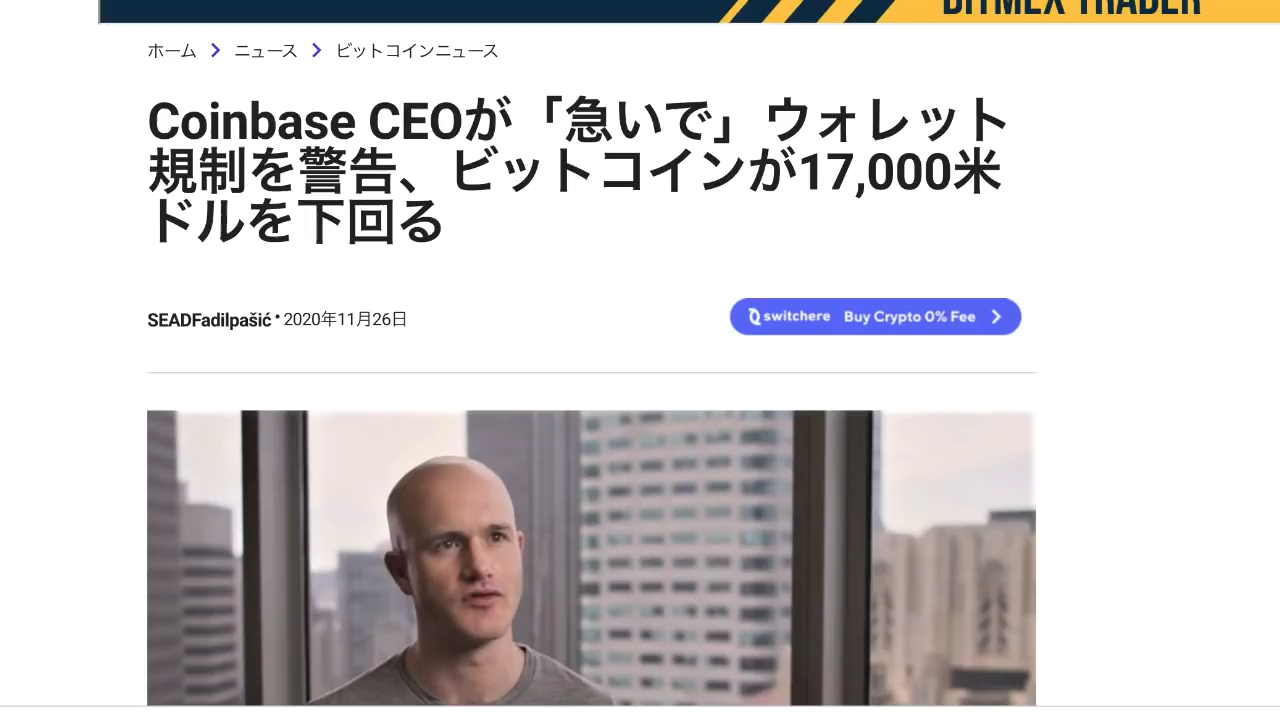 BITMEX TRADER
ホーム > ニュース > ビットコインニュース
Coinbase CEOが「急いで」ウォレット
規制を警告、ビットコインが17,000米
ドルを下回る
SEADFadilpašić • 2020年11月26日
switchere Buy Crypto 0% Fee